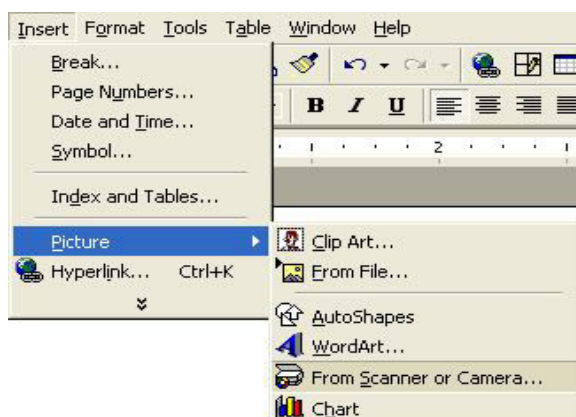 Insert Format Tools Table Window Help
Break...
Page Numbers...
Date and Time...
Symbol...
B I U
2
Index and Tables...
Picture
Clip Art...
Hyperlink... Ctrl+K
From File...
AutoShapes
WordArt...
From Scanner or Camera...
Chart